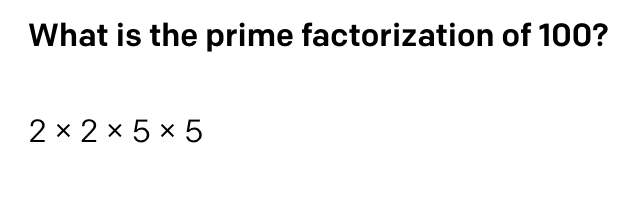 What is the prime factorization of 100?
2 × 2 × 5 × 5